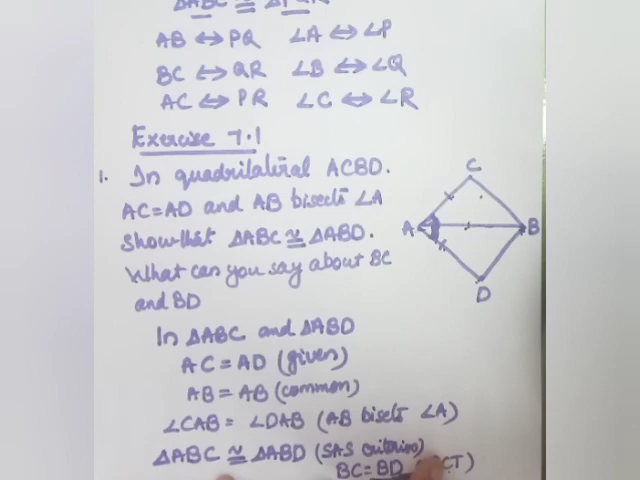 ΔABC ≅ ΔPQR
AB ⇔ PQ ∠A ⇔ ∠P
BC ⇔ QR ∠B ⇔ ∠Q
AC ⇔ PR ∠C ⇔ ∠R
Exercise 7.1
1. In quadrilateral ACBD.
AC=AD and AB bisects ∠A
Show that ΔABC ≅ ΔABD.
What can you say about BC
and BD
C
A
B
D
In ΔABC and ΔABD
AC = AD (given)
AB = AB (common)
∠CAB = ∠DAB (AB bisects ∠A)
ΔABC ≅ ΔABD (SAS criterion)
BC = BD